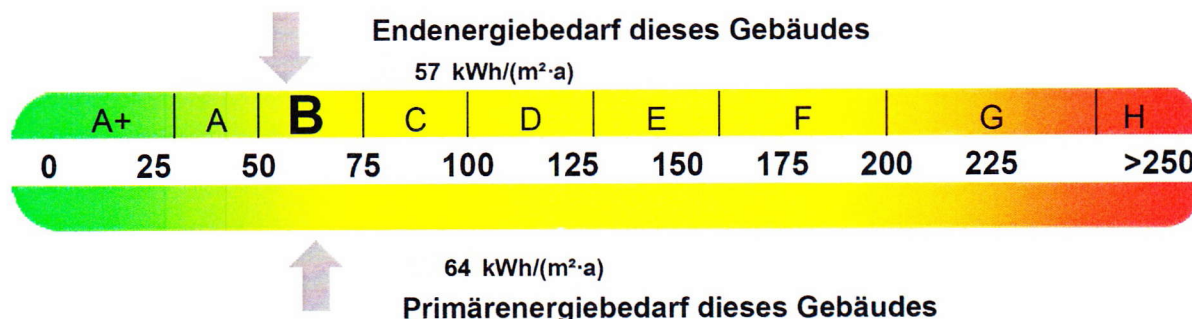 Endenergiebedarf dieses Gebäudes
57 kWh/(m²·a)
A+ A B C D E F G H
0 25 50 75 100 125 150 175 200 225 >250
64 kWh/(m²·a)
Primärenergiebedarf dieses Gebäudes